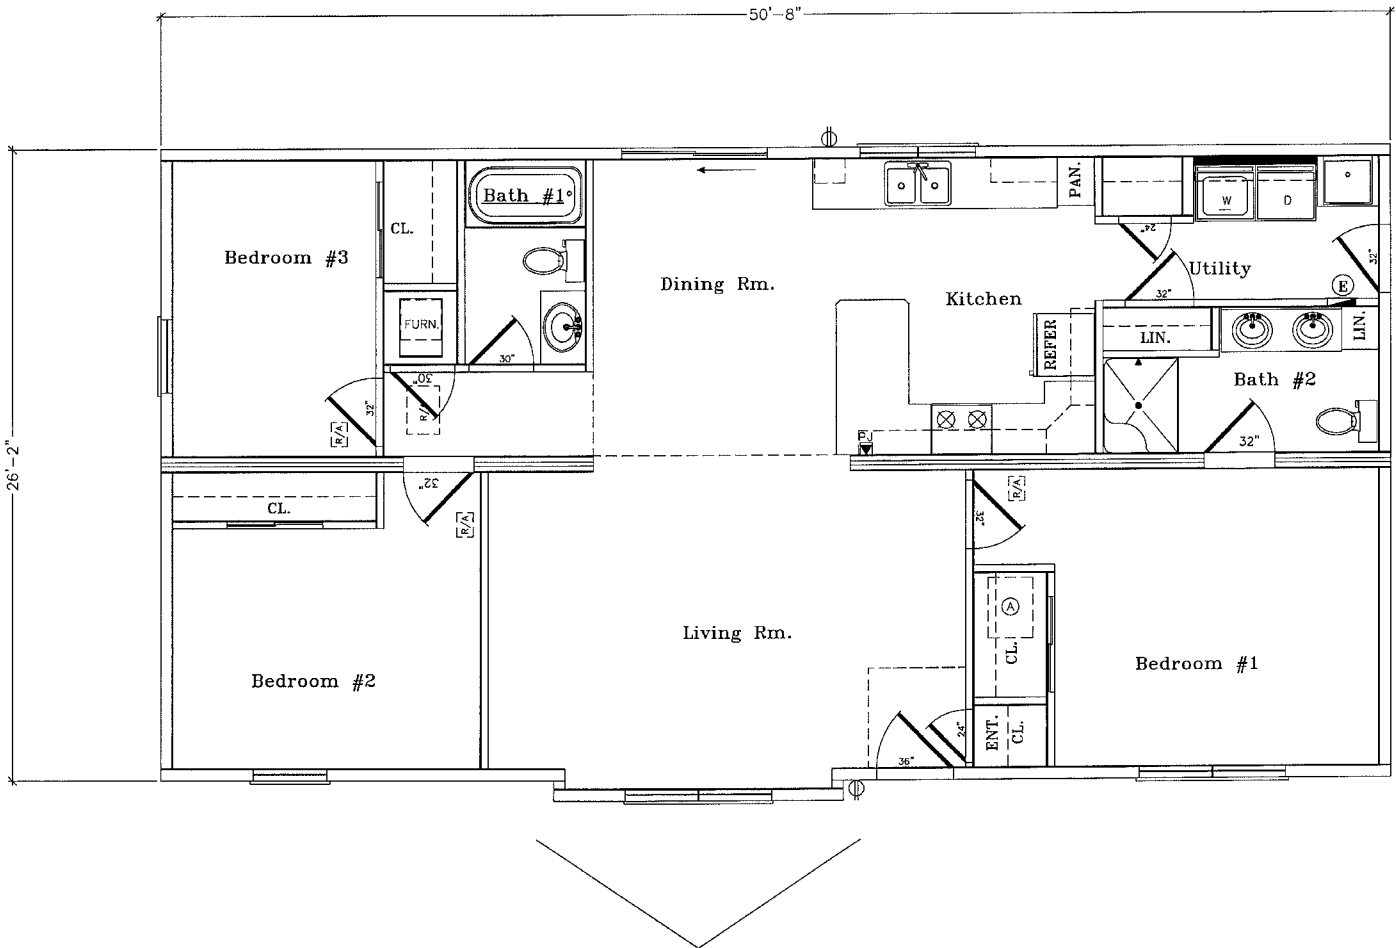 50'-8"
26'-2"
Bath #1
PAN.
W
D
24"
32"
CL.
Bedroom #3
Utility
E
Dining Rm.
Kitchen
FURN.
REFER
LIN.
LIN.
30"
30"
R/A
32"
R/A
Bath #2
32"
32"
PJ
CL.
32"
R/A
R/A
32"
A
Living Rm.
CL.
Bedroom #1
Bedroom #2
ENT.
CL.
24"
36"